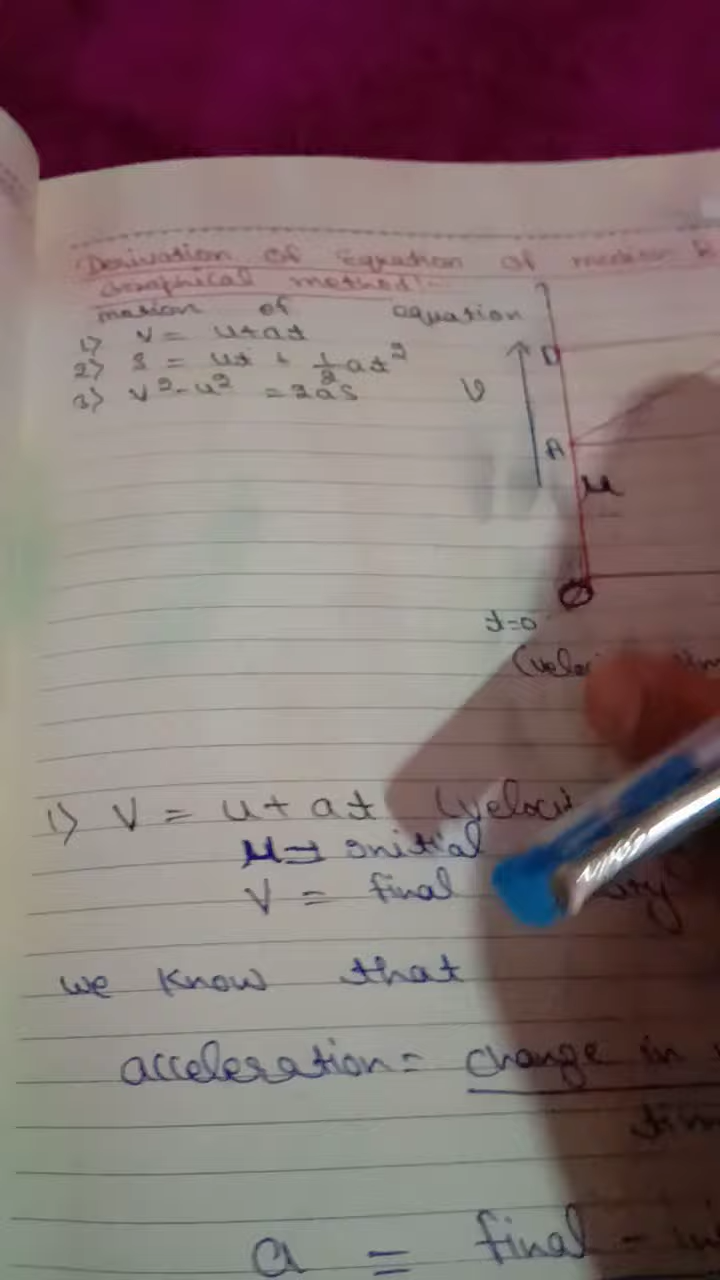 Derivation of Equation of motion
Graphical method:-
motion of equation
1) v = u+at
2) S = ut + 1/2 at²
3) v²-u² = 2as
v
D
A
u
O
t=0
1) v = u+at
u → initial
v = final
we know that
acceleration = change in
a = final -